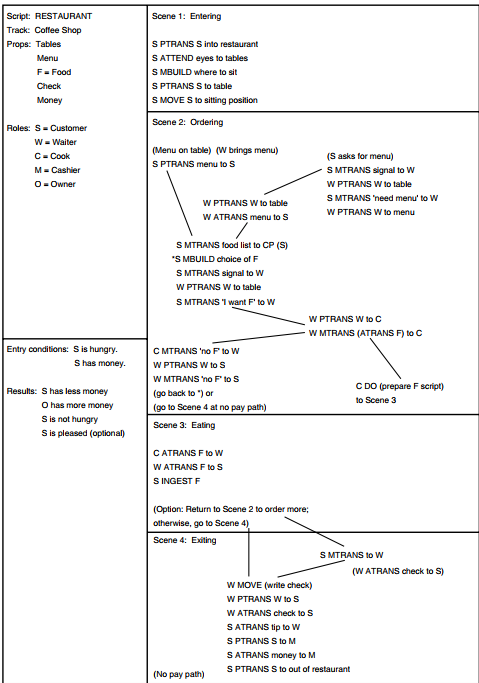 Script: RESTAURANT
Track: Coffee Shop
Props: Tables
Menu
F = Food
Check
Money
Roles: S = Customer
W = Waiter
C = Cook
M = Cashier
O = Owner
Entry conditions: S is hungry.
S has money.
Results: S has less money
O has more money
S is not hungry
S is pleased (optional)
Scene 1: Entering
S PTRANS S into restaurant
S ATTEND eyes to tables
S MBUILD where to sit
S PTRANS S to table
S MOVE S to sitting position
Scene 2: Ordering
(Menu on table) (W brings menu)
S PTRANS menu to S
(S asks for menu)
S MTRANS signal to W
W PTRANS W to table
S MTRANS 'need menu' to W
W PTRANS W to menu
W PTRANS W to table
W ATRANS menu to S
S MTRANS food list to CP (S)
*S MBUILD choice of F
S MTRANS signal to W
W PTRANS W to table
S MTRANS 'I want F' to W
W PTRANS W to C
W MTRANS (ATRANS F) to C
C MTRANS 'no F' to W
W PTRANS W to S
W MTRANS 'no F' to S
(go back to *) or
(go to Scene 4 at no pay path)
C DO (prepare F script)
to Scene 3
Scene 3: Eating
C ATRANS F to W
W ATRANS F to S
S INGEST F
(Option: Return to Scene 2 to order more;
otherwise, go to Scene 4)
Scene 4: Exiting
S MTRANS to W
(W ATRANS check to S)
W MOVE (write check)
W PTRANS W to S
W ATRANS check to S
S ATRANS tip to W
S PTRANS S to M
S ATRANS money to M
S PTRANS S to out of restaurant
(No pay path)